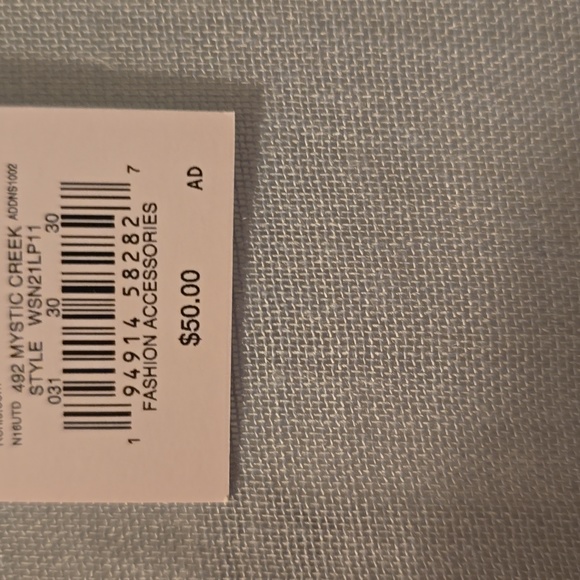 N16UTD 492 MYSTIC CREEK ADDNS1002
STYLE WSN21LP11
031 30 30
1 94914 58282 7
FASHION ACCESSORIES
$50.00 AD